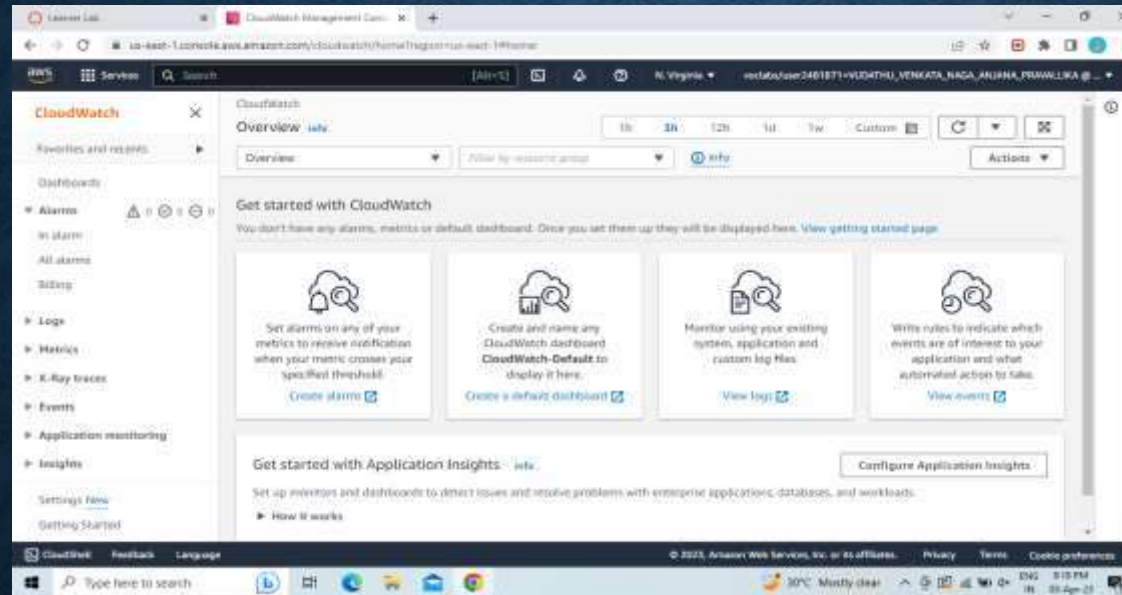 Learner Lab
CloudWatch Management Con
us-east-1.console.aws.amazon.com/cloudwatch/home?region=us-east-1#home:
aws Services Search [Alt+S] N. Virginia voclabs/user2481871=VUDATHU_VENKATA_NAGA_ANJANA_PRAVALLIKA @ ...
CloudWatch
Favorites and recents
Dashboards
Alarms 0 0 0
In alarm
All alarms
Billing
Logs
Metrics
X-Ray traces
Events
Application monitoring
Insights
Settings New
Getting Started
CloudWatch
Overview Info
1h 3h 12h 1d 1w Custom
Overview Filter by resource group Info Actions
Get started with CloudWatch
You don't have any alarms, metrics or default dashboard. Once you set them up they will be displayed here. View getting started page
Set alarms on any of your
metrics to receive notification
when your metric crosses your
specified threshold.
Create alarms
Create and name any
CloudWatch dashboard
CloudWatch-Default to
display it here.
Create a default dashboard
Monitor using your existing
system, application and
custom log files.
View logs
Write rules to indicate which
events are of interest to your
application and what
automated action to take.
View events
Get started with Application Insights Info
Configure Application Insights
Set up monitors and dashboards to detect issues and resolve problems with enterprise applications, databases, and workloads.
How it works
CloudShell Feedback Language © 2023, Amazon Web Services, Inc. or its affiliates. Privacy Terms Cookie preferences
Type here to search 30°C Mostly clear ENG
IN